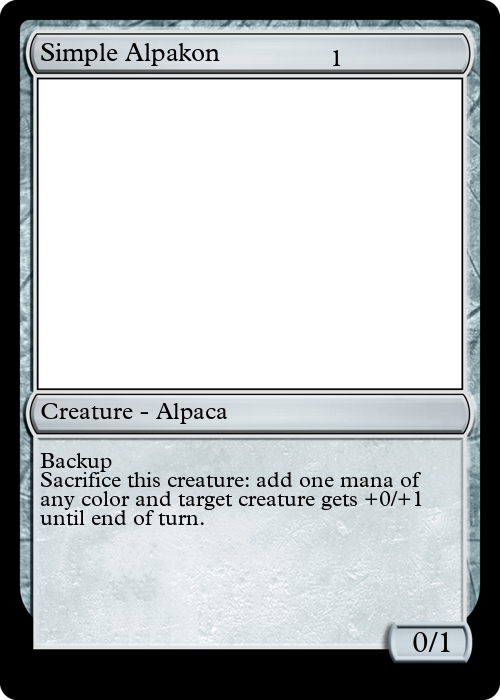 Simple Alpakon 1
Creature - Alpaca
Backup
Sacrifice this creature: add one mana of
any color and target creature gets +0/+1
until end of turn.
0/1